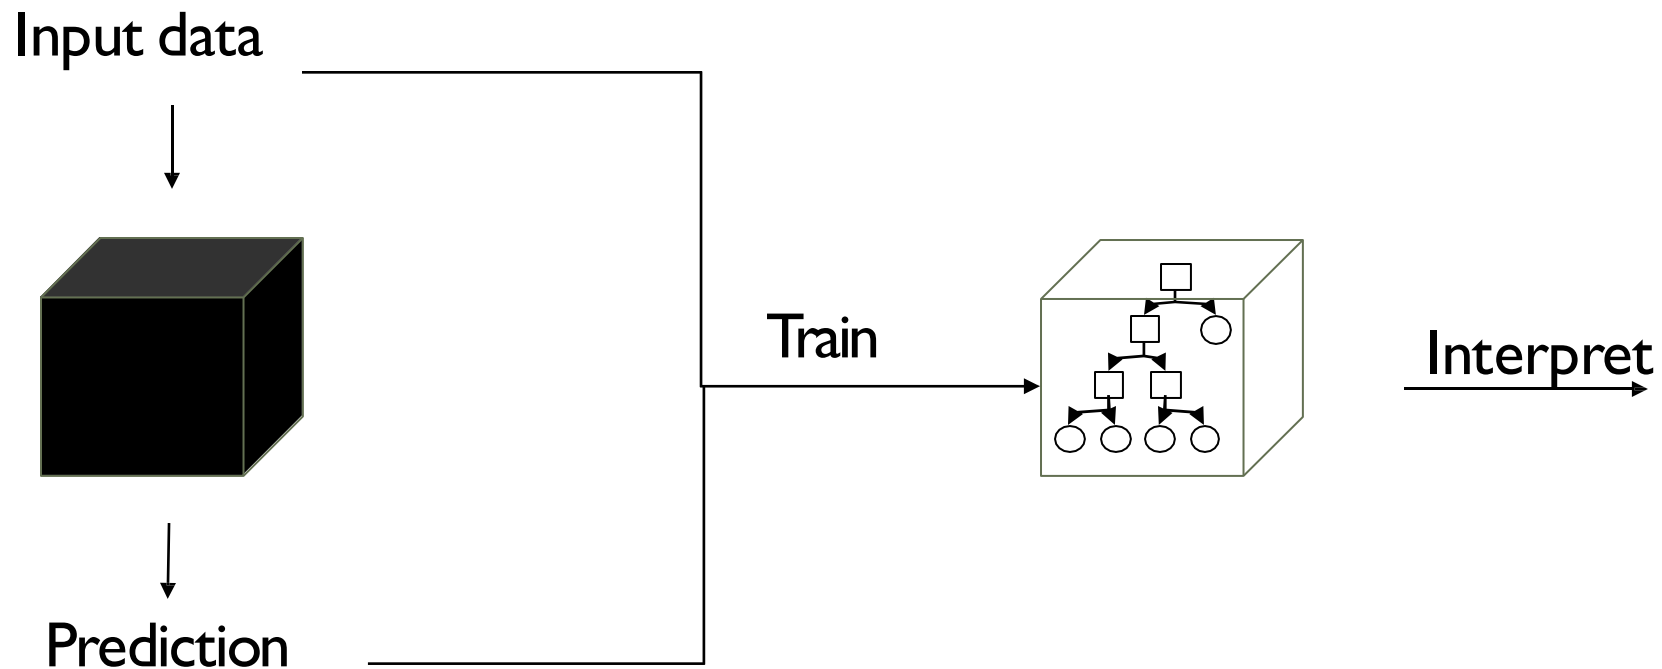 Input data
Train
Interpret
Prediction